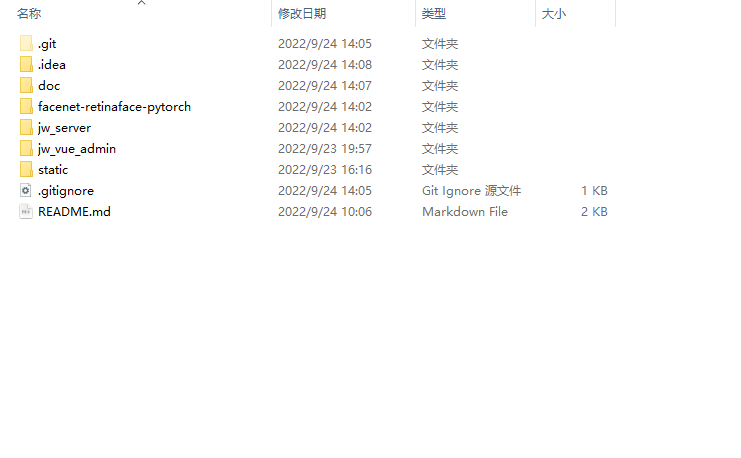 名称 修改日期 类型 大小
.git 2022/9/24 14:05 文件夹
.idea 2022/9/24 14:08 文件夹
doc 2022/9/24 14:07 文件夹
facenet-retinaface-pytorch 2022/9/24 14:02 文件夹
jw_server 2022/9/24 14:02 文件夹
jw_vue_admin 2022/9/23 19:57 文件夹
static 2022/9/23 16:16 文件夹
.gitignore 2022/9/24 14:05 Git Ignore 源文件 1 KB
README.md 2022/9/24 10:06 Markdown File 2 KB